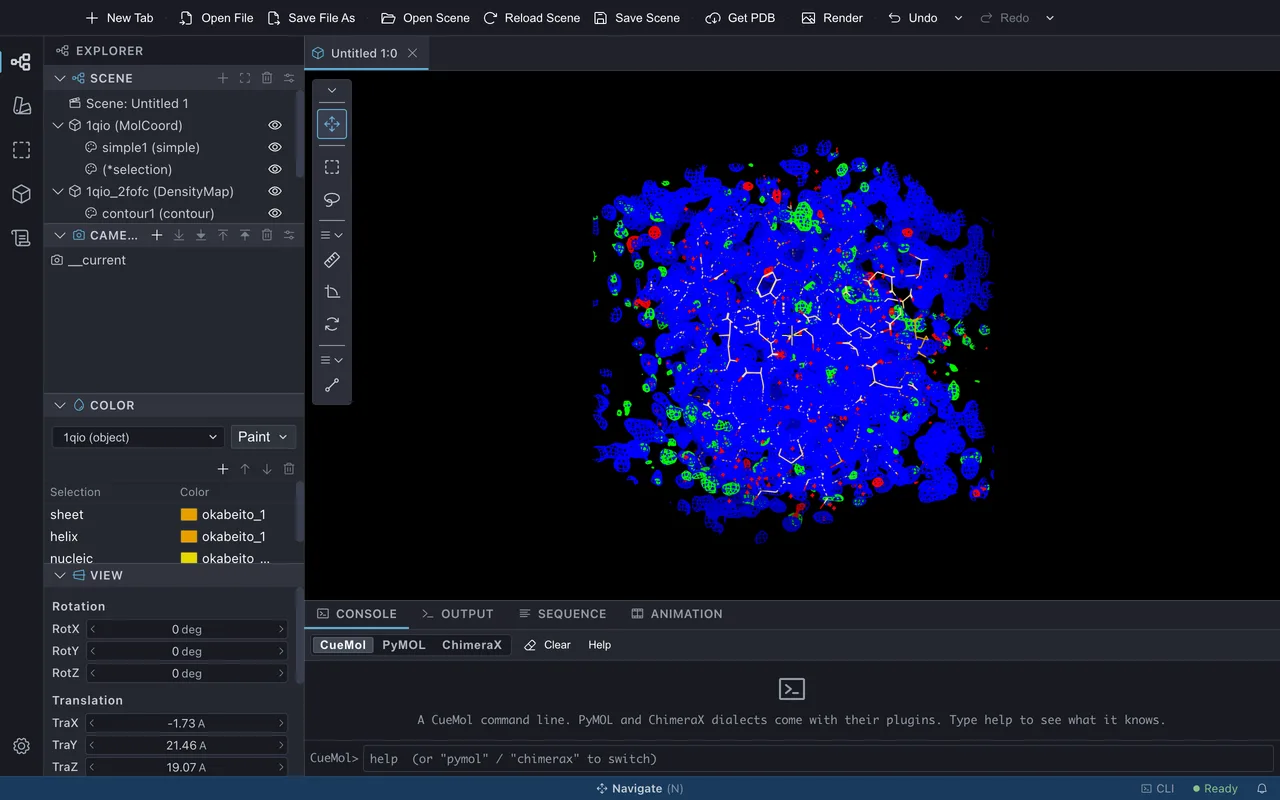 New Tab Open File Save File As Open Scene Reload Scene Save Scene Get PDB Render Undo Redo
EXPLORER
SCENE
Scene: Untitled 1
1qio (MolCoord)
simple1 (simple)
(*selection)
1qio_2fofc (DensityMap)
contour1 (contour)
CAME...
__current
COLOR
1qio (object) Paint
Selection Color
sheet okabeito_1
helix okabeito_1
nucleic okabeito_...
VIEW
Rotation
RotX 0 deg
RotY 0 deg
RotZ 0 deg
Translation
TraX -1.73 A
TraY 21.46 A
TraZ 19.07 A
Untitled 1:0
CONSOLE OUTPUT SEQUENCE ANIMATION
CueMol PyMOL ChimeraX Clear Help
A CueMol command line. PyMOL and ChimeraX dialects come with their plugins. Type help to see what it knows.
CueMol> help (or "pymol" / "chimerax" to switch)
Navigate (N) CLI Ready